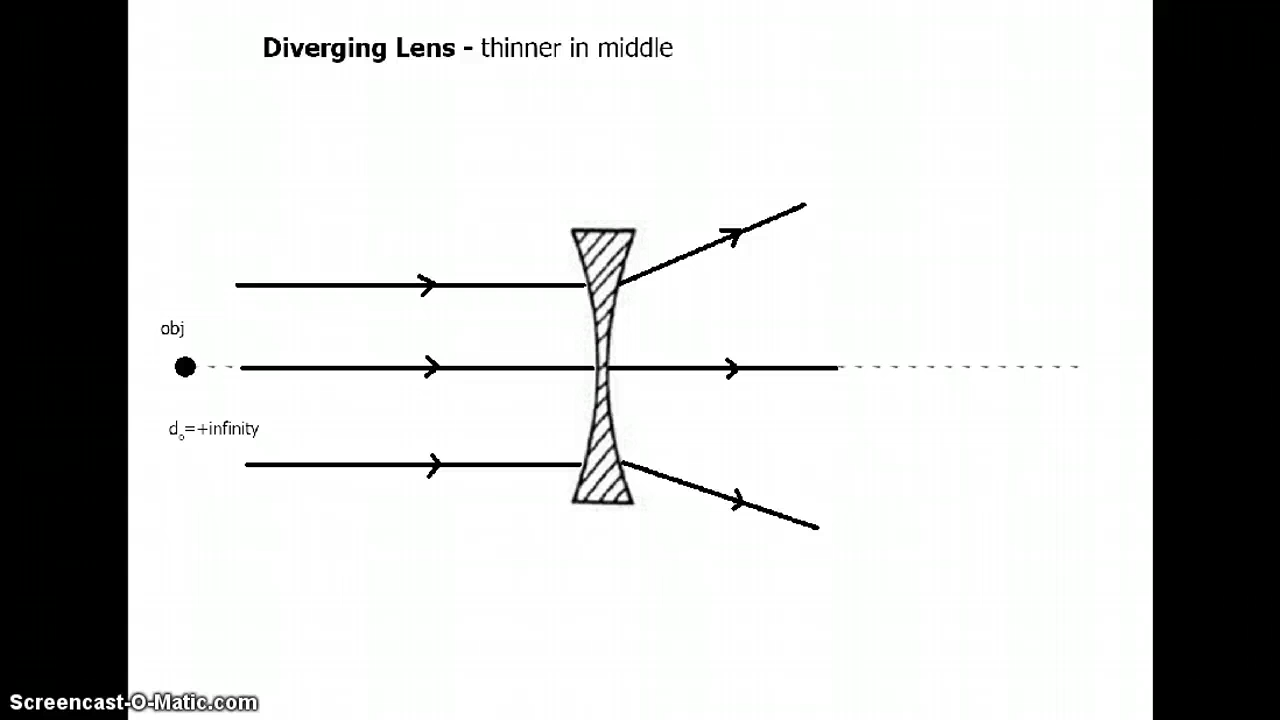 Diverging Lens - thinner in middle
obj
do=+infinity
Screencast-O-Matic.com